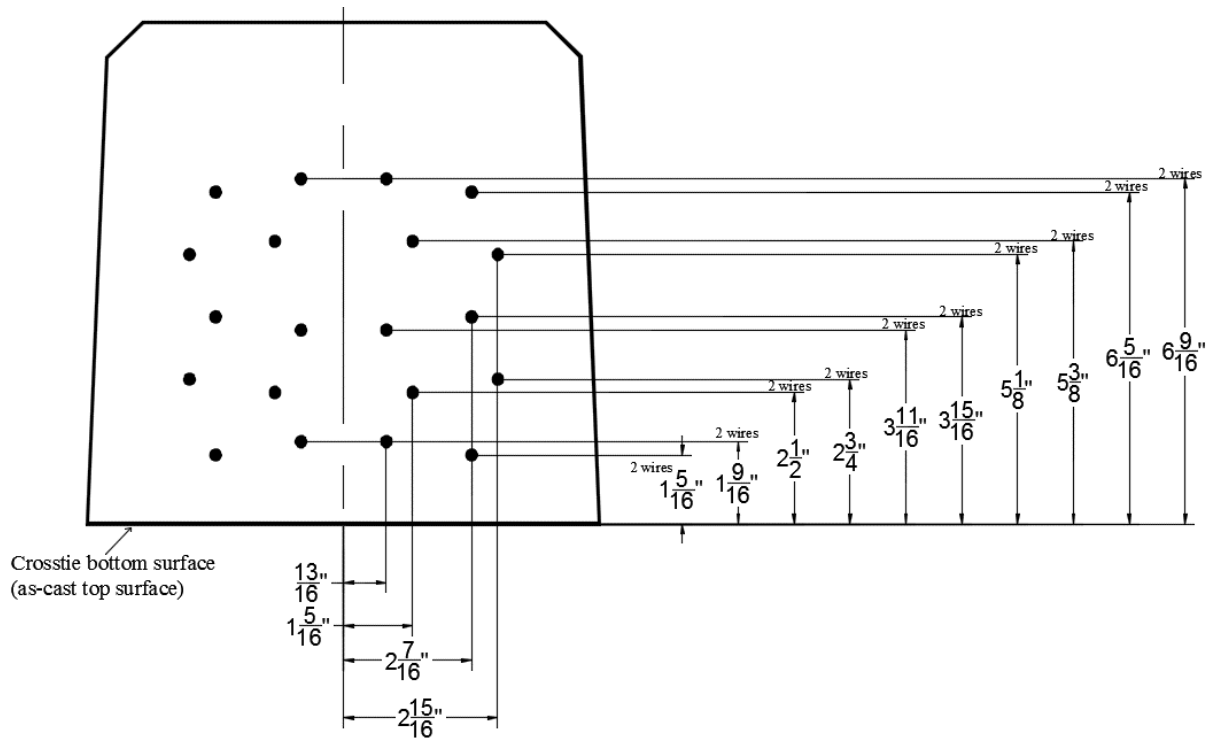 2 wires
2 wires
2 wires
2 wires
2 wires
2 wires
2 wires
2 wires
2 wires
2 wires
1 5/16"
1 9/16"
2 1/2"
2 3/4"
3 11/16"
3 15/16"
5 1/8"
5 3/8"
6 5/16"
6 9/16"
Crosstie bottom surface
(as-cast top surface)
13/16"
1 5/16"
2 7/16"
2 15/16"